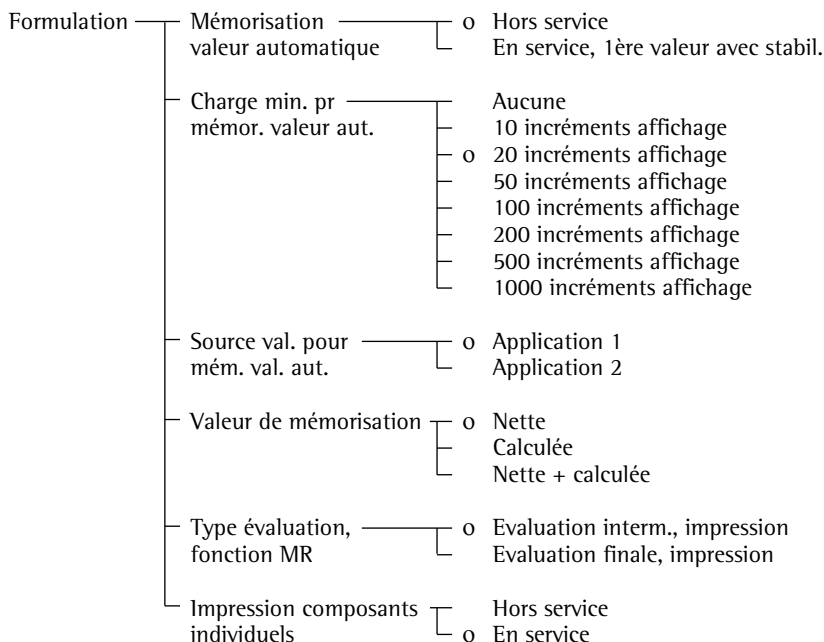 Formulation
Mémorisation
valeur automatique
o Hors service
En service, 1ère valeur avec stabil.
Charge min. pr
mémor. valeur aut.
Aucune
10 incréments affichage
o 20 incréments affichage
50 incréments affichage
100 incréments affichage
200 incréments affichage
500 incréments affichage
1000 incréments affichage
Source val. pour
mém. val. aut.
o Application 1
Application 2
Valeur de mémorisation
o Nette
Calculée
Nette + calculée
Type évaluation,
fonction MR
o Evaluation interm., impression
Evaluation finale, impression
Impression composants
individuels
Hors service
o En service